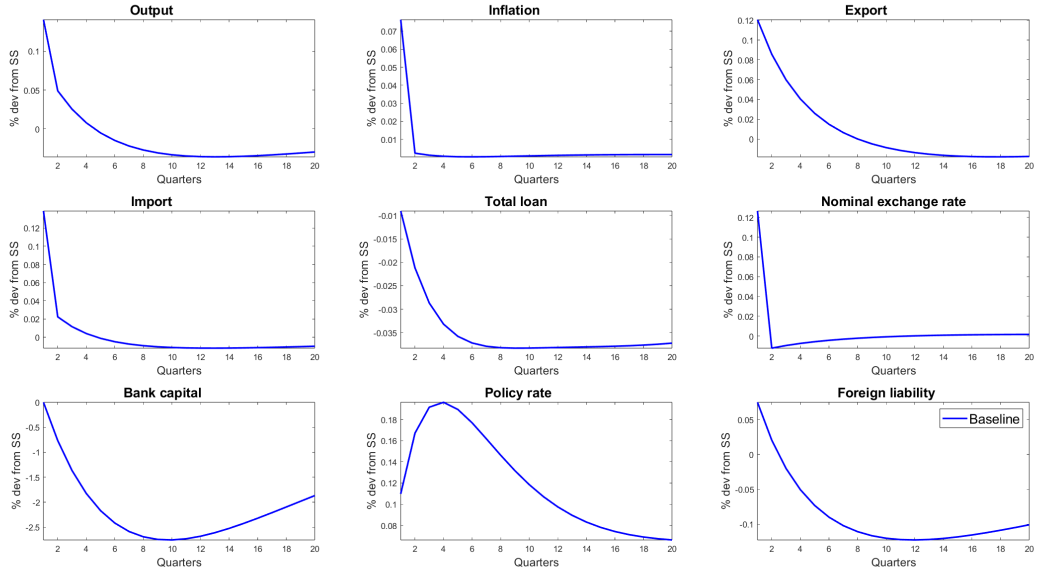 Output
% dev from SS
0.1
0.05
0
2 4 6 8 10 12 14 16 18 20
Quarters
Inflation
% dev from SS
0.07
0.06
0.05
0.04
0.03
0.02
0.01
2 4 6 8 10 12 14 16 18 20
Quarters
Export
% dev from SS
0.12
0.1
0.08
0.06
0.04
0.02
0
2 4 6 8 10 12 14 16 18 20
Quarters
Import
% dev from SS
0.12
0.1
0.08
0.06
0.04
0.02
0
2 4 6 8 10 12 14 16 18 20
Quarters
Total loan
% dev from SS
-0.01
-0.015
-0.02
-0.025
-0.03
-0.035
2 4 6 8 10 12 14 16 18 20
Quarters
Nominal exchange rate
% dev from SS
0.12
0.1
0.08
0.06
0.04
0.02
0
2 4 6 8 10 12 14 16 18 20
Quarters
Bank capital
% dev from SS
0
-0.5
-1
-1.5
-2
-2.5
2 4 6 8 10 12 14 16 18 20
Quarters
Policy rate
% dev from SS
0.18
0.16
0.14
0.12
0.1
0.08
2 4 6 8 10 12 14 16 18 20
Quarters
Foreign liability
% dev from SS
0.05
0
-0.05
-0.1
Baseline
2 4 6 8 10 12 14 16 18 20
Quarters